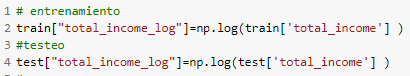 1 # entrenamiento
2 train["total_income_log"]=np.log(train['total_income'] )
3 #testeo
4 test["total_income_log"]=np.log(test['total_income'] )